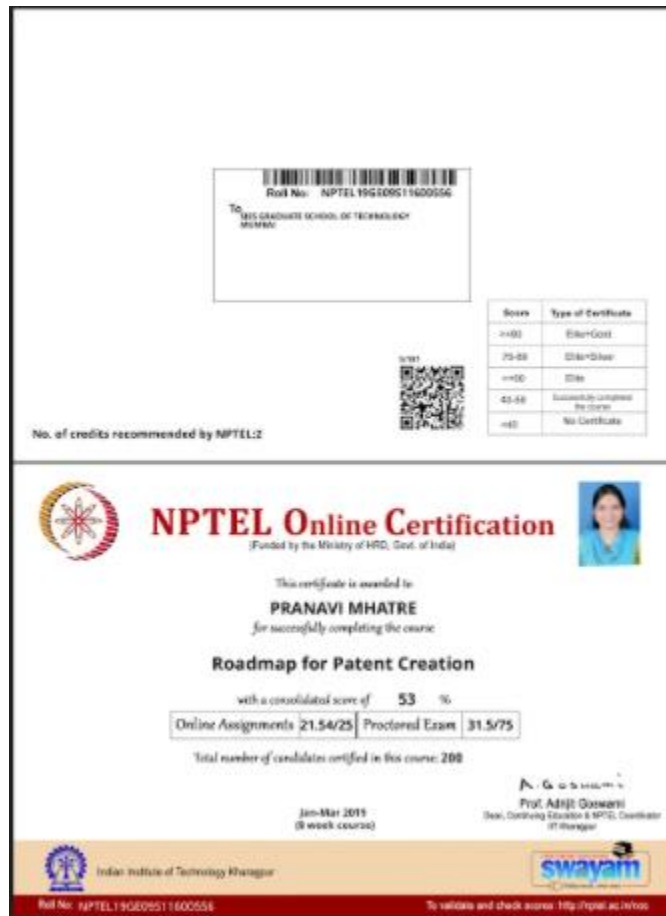 Roll No: NPTEL19GE09S11600556
To
SIES GRADUATE SCHOOL OF TECHNOLOGY
MUMBAI
Score Type of Certificate
>=90 Elite+Gold
75-89 Elite+Silver
>=60 Elite
40-59 Successfully completed the course
<40 No Certificate
No. of credits recommended by NPTEL:2
NPTEL Online Certification
(Funded by the Ministry of HRD, Govt. of India)
This certificate is awarded to
PRANAVI MHATRE
for successfully completing the course
Roadmap for Patent Creation
with a consolidated score of 53 %
Online Assignments 21.54/25 Proctored Exam 31.5/75
Total number of candidates certified in this course: 200
A. Goswami
Prof. Adrijit Goswami
Dean, Continuing Education & NPTEL Coordinator
IIT Kharagpur
Jan-Mar 2019
(8 week course)
Indian Institute of Technology Kharagpur
swayam
Roll No: NPTEL19GE09S11600556
To validate and check scores: http://nptel.ac.in/noc